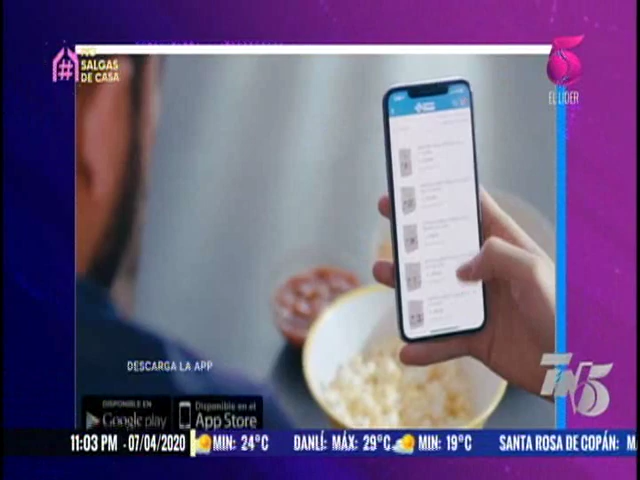 #NO
SALGAS
DE CASA
5
EL LIDER
DESCARGA LA APP
DISPONIBLE EN
Google play
Disponible en el
App Store
TN5
11:03 PM - 07/04/2020 MIN: 24°C DANLÍ: MÁX: 29°C MIN: 19°C SANTA ROSA DE COPÁN: